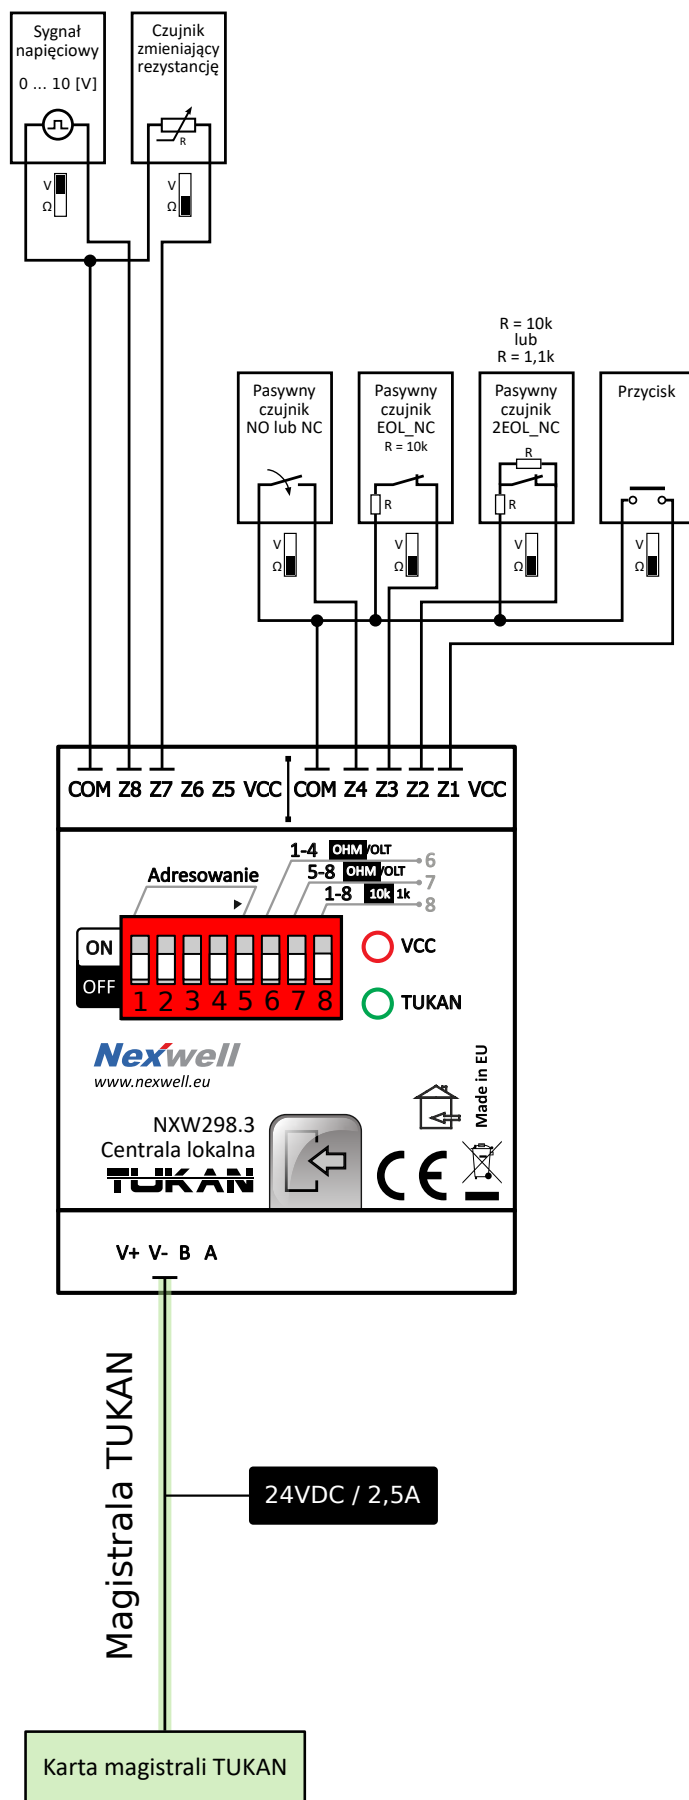 Sygnał
napięciowy
0 ... 10 [V]
V
Ω
Czujnik
zmieniający
rezystancję
R
V
Ω
Pasywny
czujnik
NO lub NC
V
Ω
Pasywny
czujnik
EOL_NC
R = 10k
R
V
Ω
R = 10k
lub
R = 1,1k
Pasywny
czujnik
2EOL_NC
R
R
V
Ω
Przycisk
V
Ω
COM Z8 Z7 Z6 Z5 VCC COM Z4 Z3 Z2 Z1 VCC
Adresowanie
1-4 OHM/OLT 6
5-8 OHM/OLT 7
1-8 10k 1k 8
ON
OFF
1 2 3 4 5 6 7 8
VCC
TUKAN
Nexwell
www.nexwell.eu
Made in EU
NXW298.3
Centrala lokalna
TUKAN
CE
V+ V- B A
Magistrala TUKAN
24VDC / 2,5A
Karta magistrali TUKAN